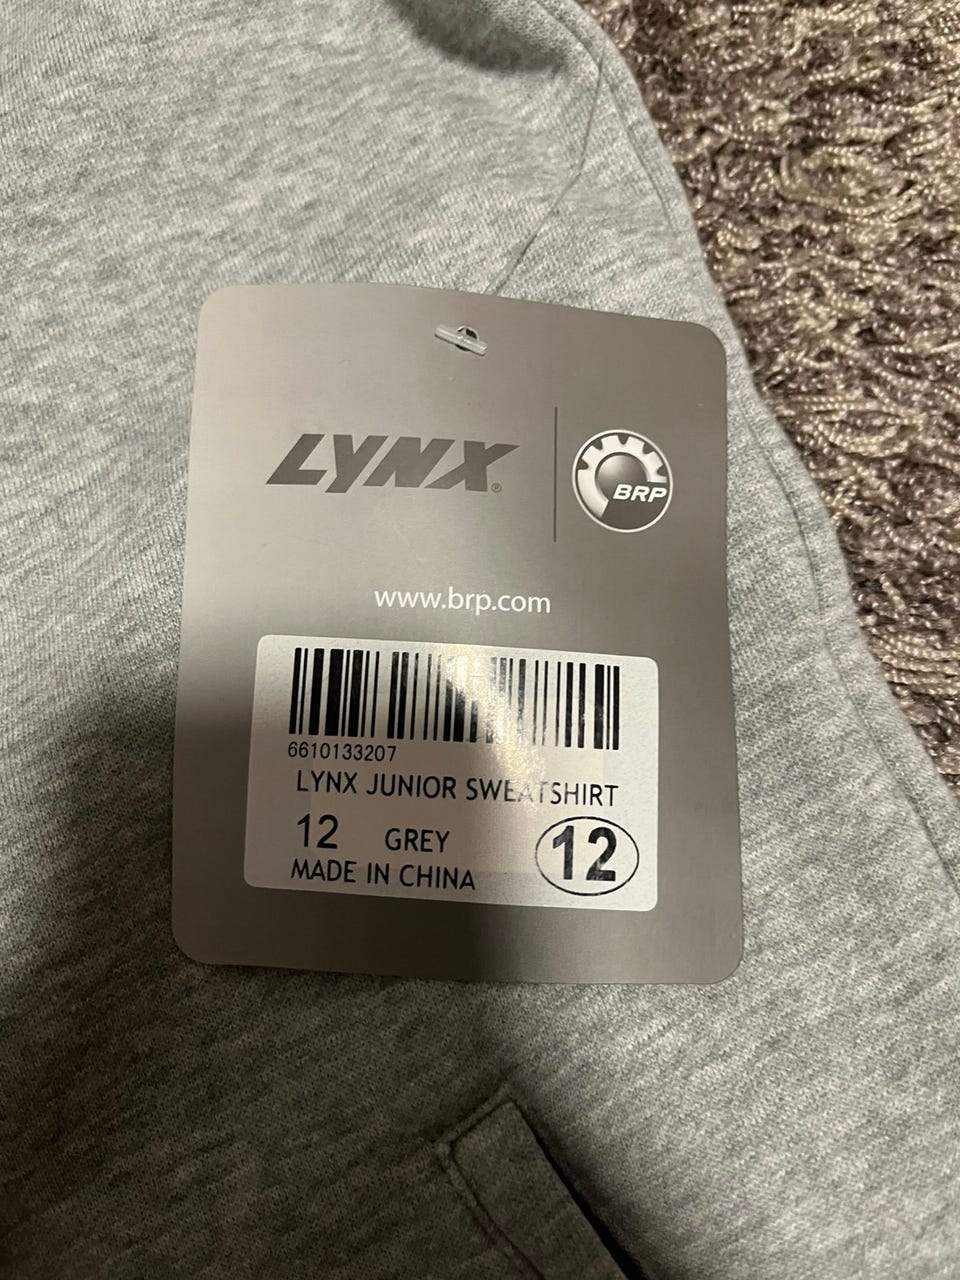 LYNX®
BRP
www.brp.com
6610133207
LYNX JUNIOR SWEATSHIRT
12 GREY
12
MADE IN CHINA